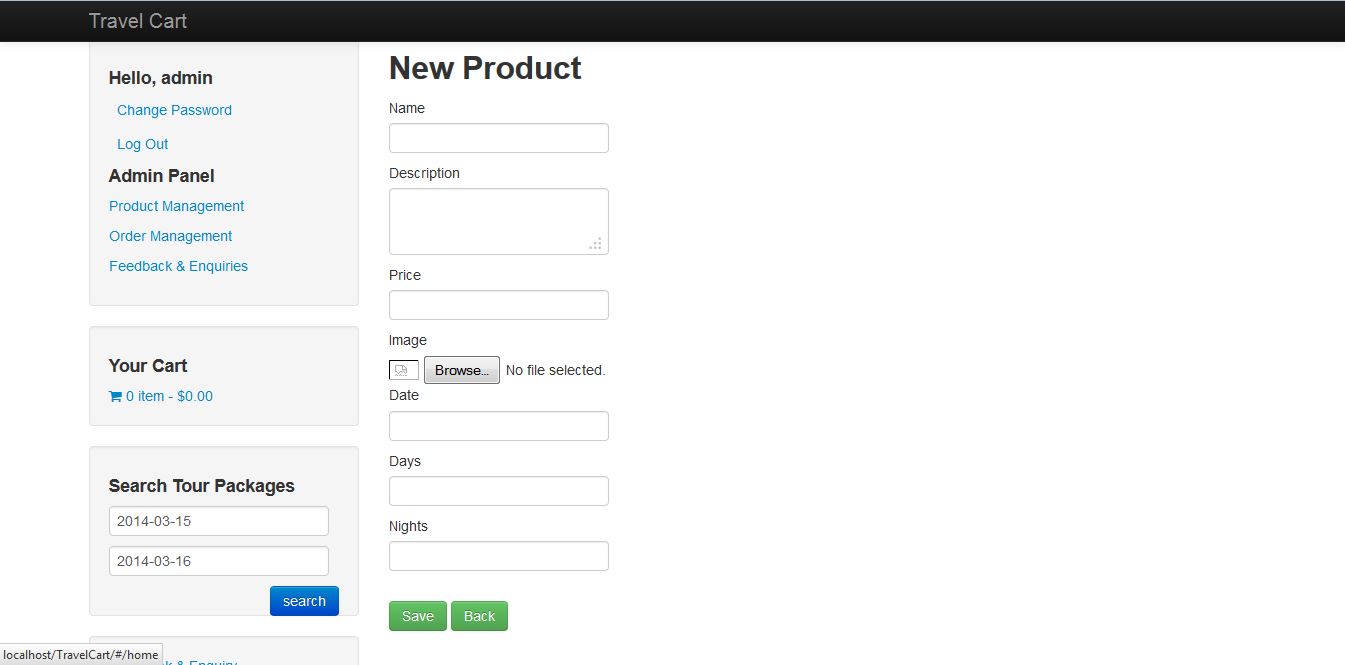 Travel Cart
Hello, admin
Change Password
Log Out
Admin Panel
Product Management
Order Management
Feedback & Enquiries
Your Cart
0 item - $0.00
Search Tour Packages
2014-03-15
2014-03-16
search
& Enquiry
localhost/TravelCart/#/home
New Product
Name
Description
Price
Image
Browse... No file selected.
Date
Days
Nights
Save Back